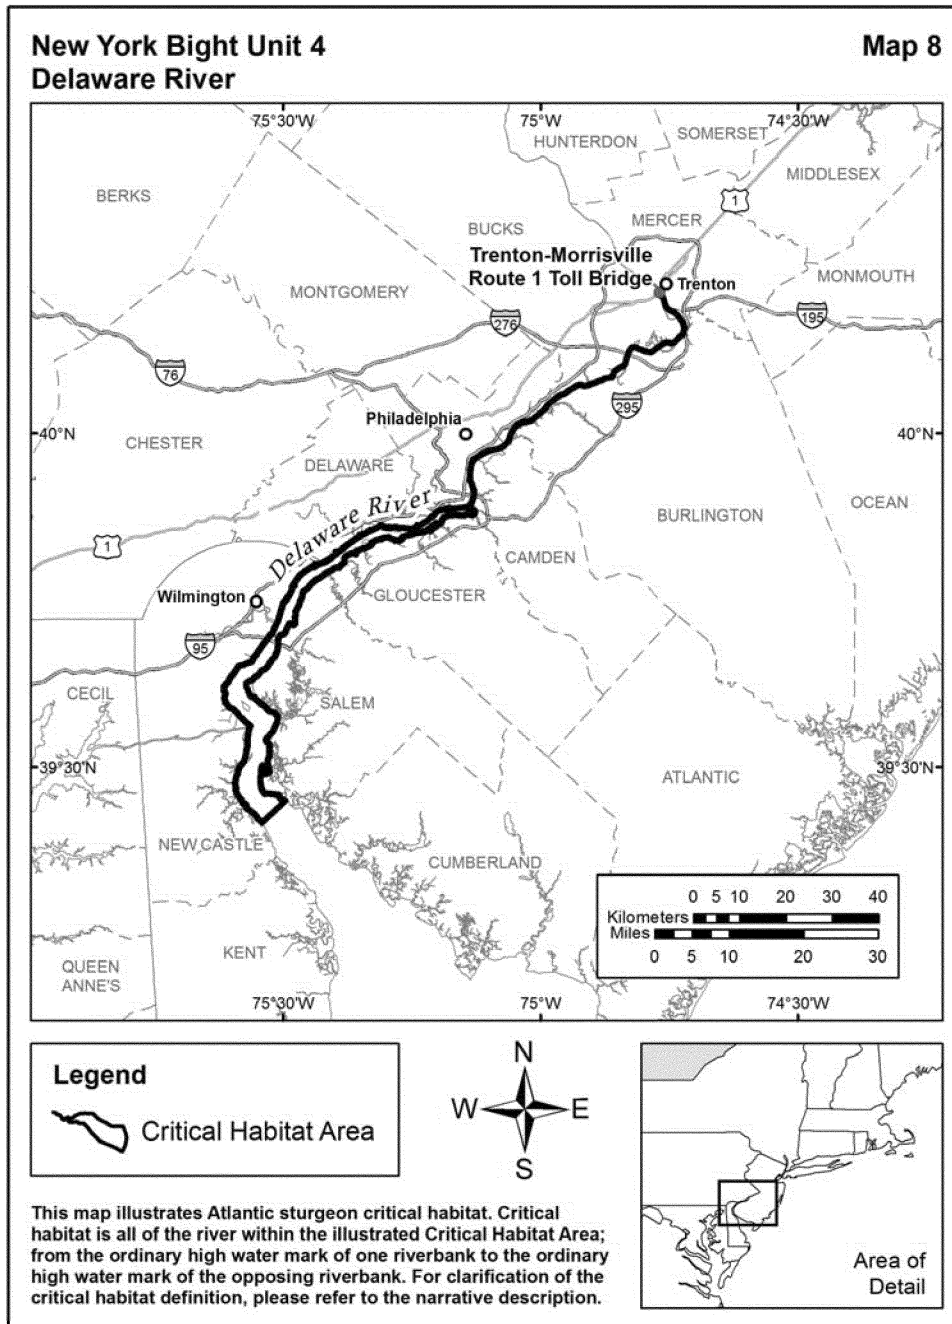 New York Bight Unit 4
Map 8
Delaware River
75°30'W
75°W
74°30'W
HUNTERDON
SOMERSET
MIDDLESEX
BERKS
1
BUCKS
MERCER
Trenton-Morrisville
Route 1 Toll Bridge
Trenton
MONTGOMERY
MONMOUTH
276
195
76
295
Philadelphia
40°N
40°N
CHESTER
DELAWARE
Delaware River
BURLINGTON
OCEAN
1
CAMDEN
Wilmington
GLOUCESTER
95
CECIL
SALEM
39°30'N
39°30'N
ATLANTIC
NEW CASTLE
CUMBERLAND
0 5 10 20 30 40
Kilometers
Miles
0 5 10 20 30
KENT
QUEEN
ANNE'S
75°30'W
75°W
74°30'W
Legend
Critical Habitat Area
N
W
E
S
This map illustrates Atlantic sturgeon critical habitat. Critical
habitat is all of the river within the illustrated Critical Habitat Area;
from the ordinary high water mark of one riverbank to the ordinary
high water mark of the opposing riverbank. For clarification of the
critical habitat definition, please refer to the narrative description.
Area of
Detail